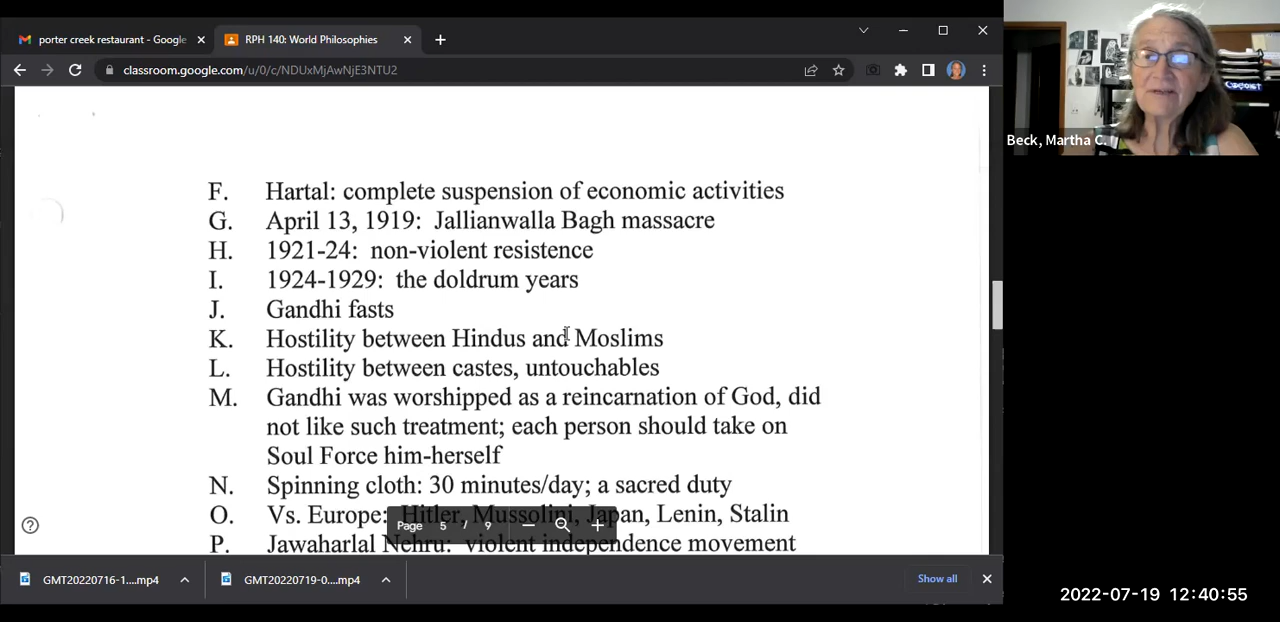 porter creek restaurant - Google
RPH 140: World Philosophies
classroom.google.com/u/0/c/NDUxMjAwNjE3NTU2
Beck, Martha C.
F. Hartal: complete suspension of economic activities
G. April 13, 1919: Jallianwalla Bagh massacre
H. 1921-24: non-violent resistence
I. 1924-1929: the doldrum years
J. Gandhi fasts
K. Hostility between Hindus and Moslims
L. Hostility between castes, untouchables
M. Gandhi was worshipped as a reincarnation of God, did
not like such treatment; each person should take on
Soul Force him-herself
N. Spinning cloth: 30 minutes/day; a sacred duty
O. Vs. Europe: Hitler, Mussolini, Japan, Lenin, Stalin
Page 5 / 9
P. Jawaharlal Nehru: violent independence movement
GMT20220716-1....mp4
GMT20220719-0....mp4
Show all
2022-07-19 12:40:55